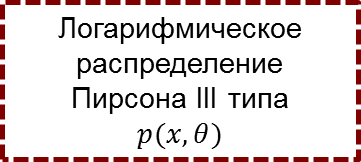 Логарифмическое
распределение
Пирсона III типа
p(x, θ)